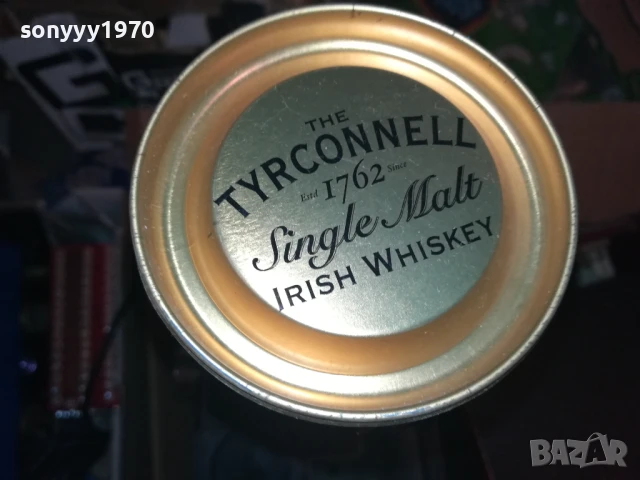 sonyyy1970
THE
TYRCONNELL
Estd 1762 Since
Single Malt
IRISH WHISKEY
BAZAR